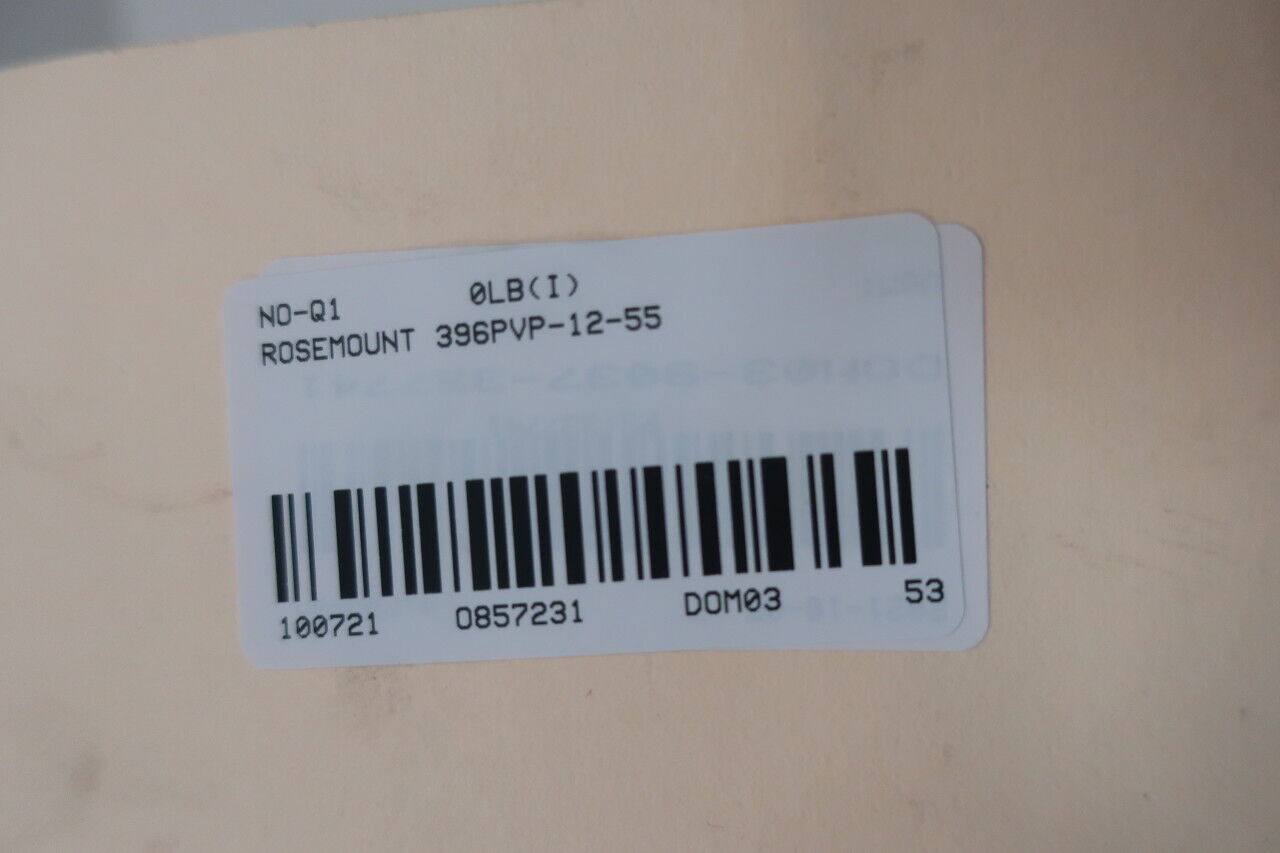 NO-Q1 0LB(I)
ROSEMOUNT 396PVP-12-55
100721 0857231 DOM03 53